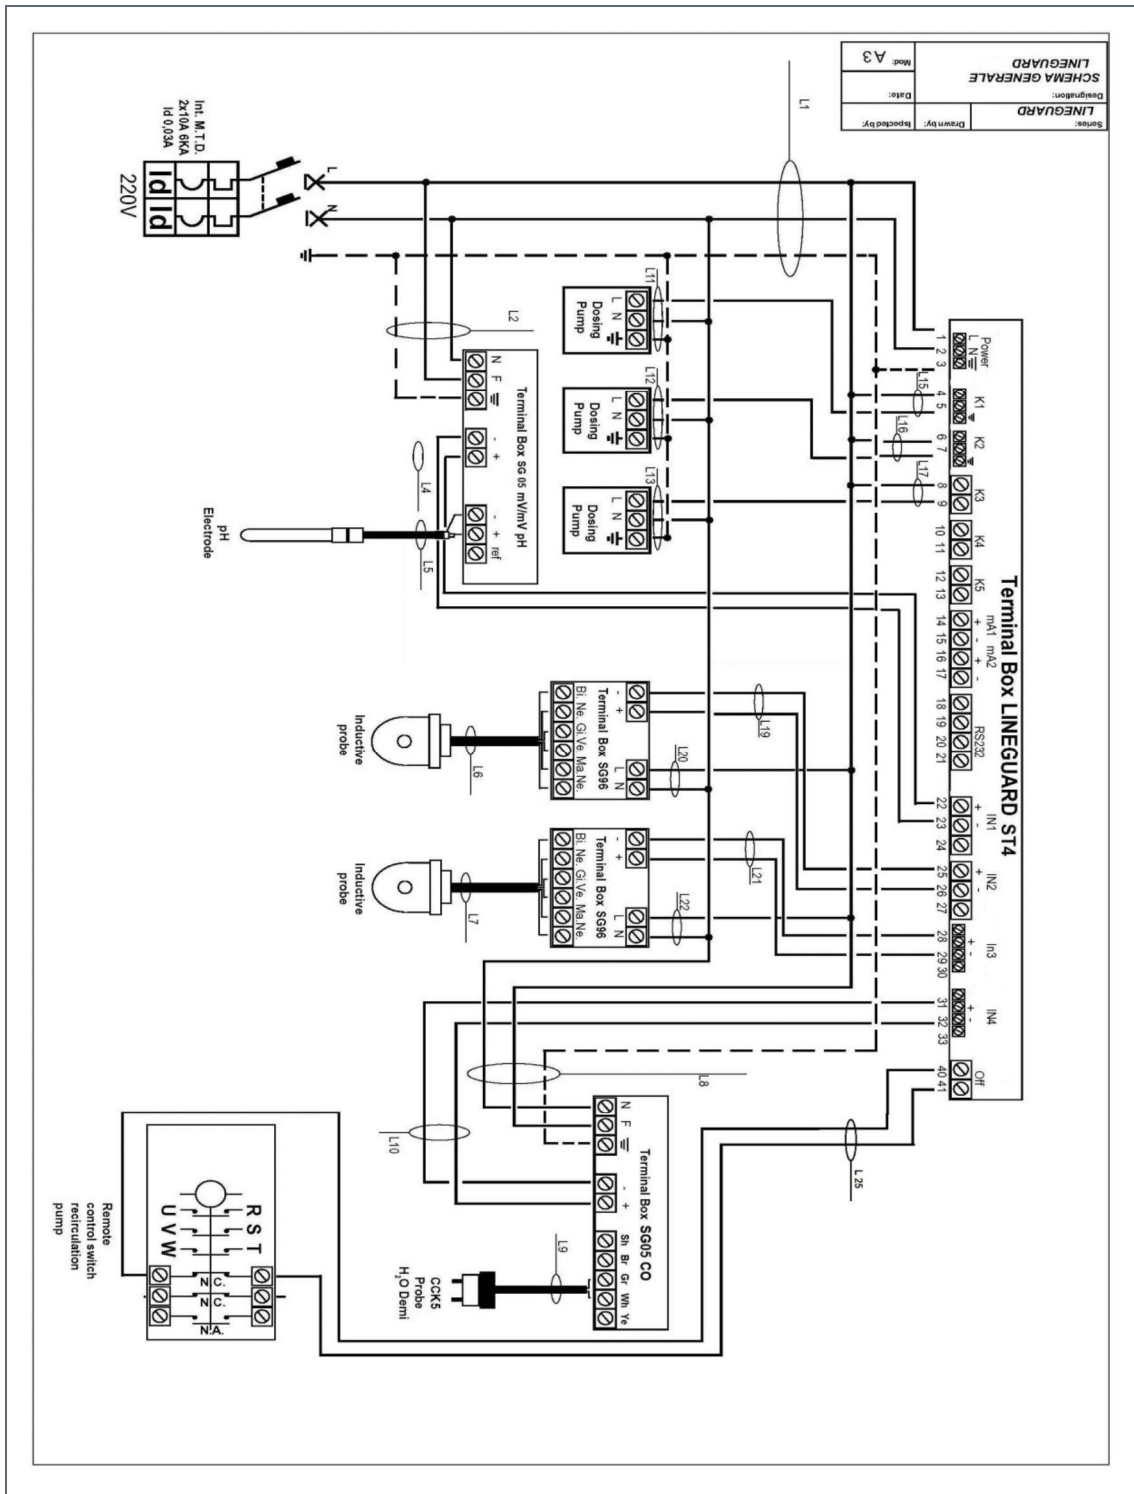 Series:
LINEGUARD
Drawn by:
Ispected by:
Designation:
SCHEMA GENERALE
LINEGUARD
Date:
Mod: A3
Int. M.T.D.
2x10A 6KA
Id 0,03A
Id Id
220V
L
N
L1
L2
Terminal Box SG 05 mV/mV pH
N F
- +
- + ref
L4
L5
pH
Electrode
L11
Dosing
Pump
L N
L12
Dosing
Pump
L N
L13
Dosing
Pump
L N
L15
L16
L17
Terminal Box LINEGUARD ST4
Power
L N
1 2 3
K1
4 5
K2
6 7
K3
8 9
K4
10 11
K5
12 13
mA1 mA2
+ - + -
14 15 16 17
RS232
18 19 20 21
IN1
+ -
22 23 24
IN2
+ -
25 26 27
In3
+ -
28 29 30
IN4
+ -
31 32 33
Off
40 41
L19
L20
- + L N
Terminal Box SG96
Bi. Ne. Gi.Ve. Ma.Ne.
L6
Inductive
probe
L21
L22
- + L N
Terminal Box SG96
Bi. Ne. Gi.Ve. Ma.Ne.
L7
Inductive
probe
L8
L10
L 25
Terminal Box SG05 CO
N F
- +
Sh Br Gr Wh Ye
L9
CCK5
Probe
H₂O Demi
R S T
U V W
N.C.
N.C.
N.A.
Remote
control switch
recirculation
pump